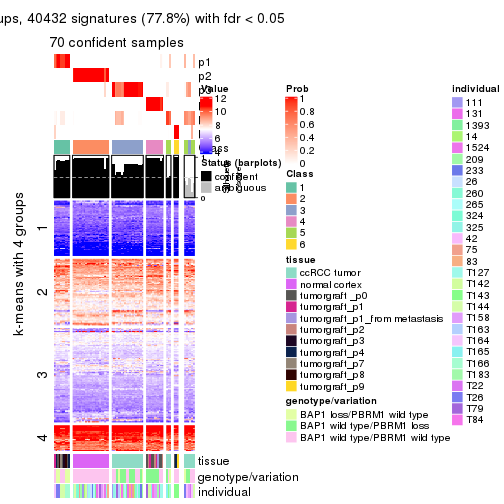 ups, 40432 signatures (77.8%) with fdr < 0.05
70 confident samples
p1
p2
Value
12
10
8
6
4
Prob
1
0.8
0.6
0.4
0.2
0
Status (barplots)
confident
ambiguous
Class
1
2
3
4
5
6
k-means with 4 groups
1
2
3
4
tissue
genotype/variation
individual
tissue
ccRCC tumor
normal cortex
tumorgraft_p0
tumorgraft_p1
tumorgraft_p1_from metastasis
tumorgraft_p2
tumorgraft_p3
tumorgraft_p4
tumorgraft_p7
tumorgraft_p8
tumorgraft_p9
genotype/variation
BAP1 loss/PBRM1 wild type
BAP1 wild type/PBRM1 loss
BAP1 wild type/PBRM1 wild type
individual
111
131
1393
14
1524
209
233
26
260
265
324
325
42
75
83
T127
T142
T143
T144
T158
T163
T164
T165
T166
T183
T22
T26
T79
T84